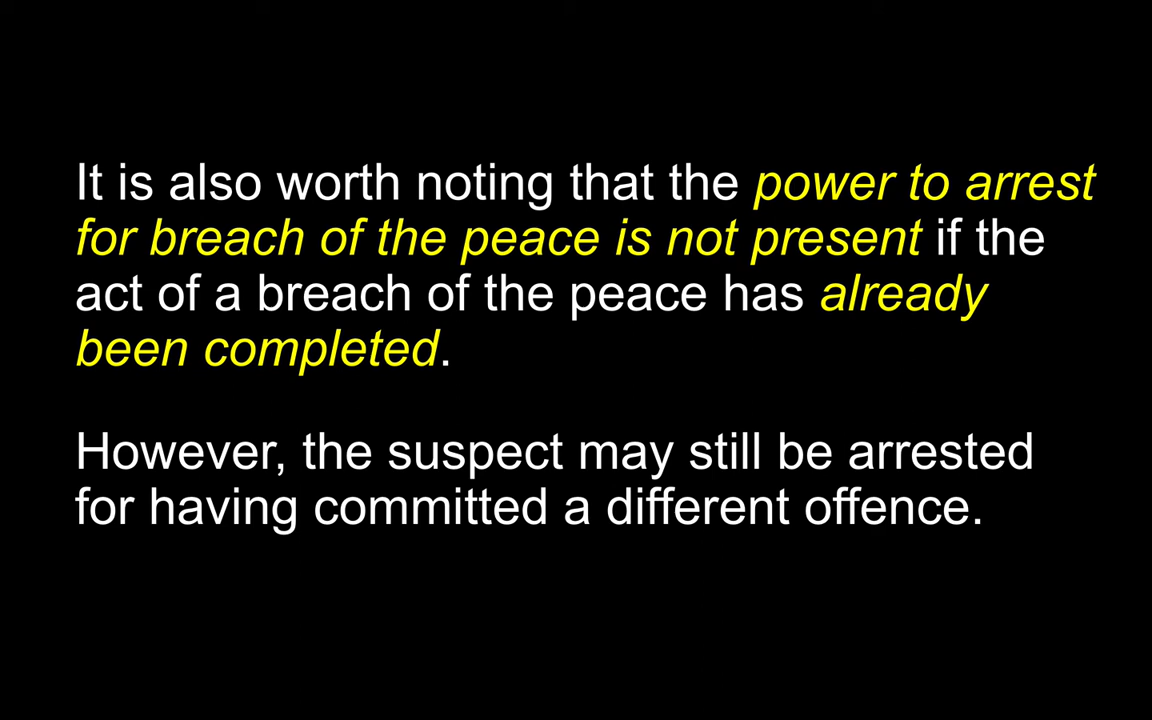 It is also worth noting that the power to arrest
for breach of the peace is not present if the
act of a breach of the peace has already
been completed.
However, the suspect may still be arrested
for having committed a different offence.